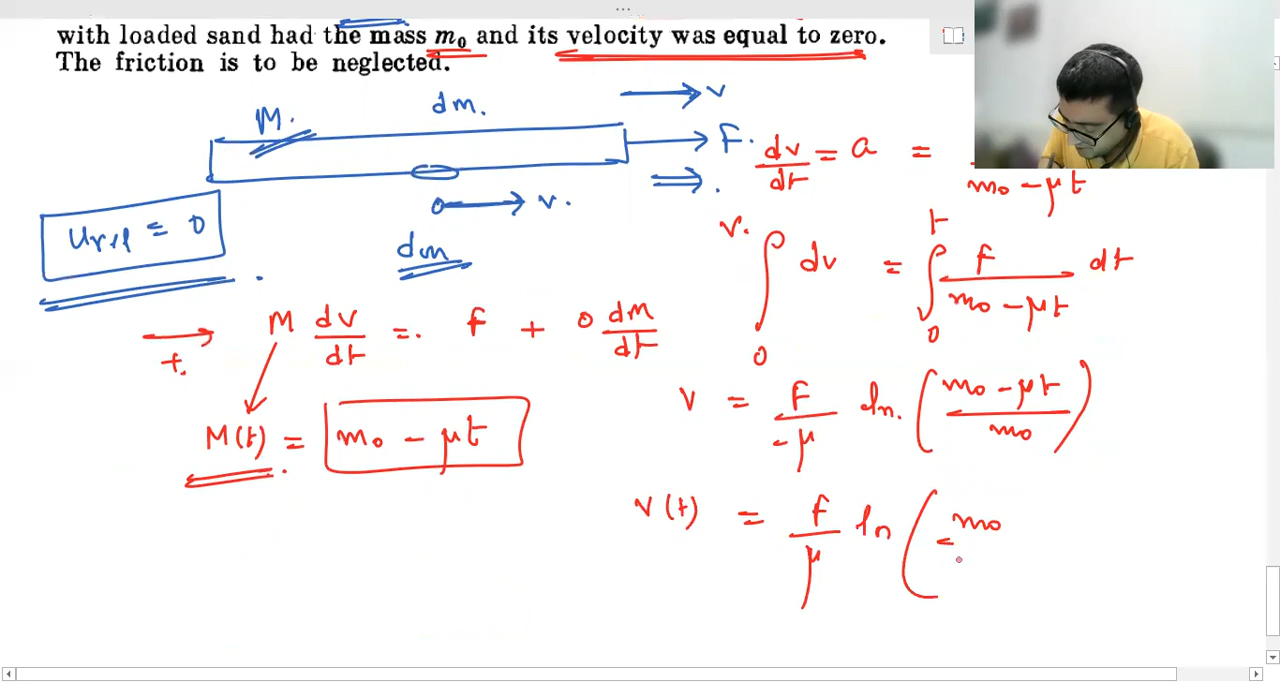 with loaded sand had the mass m₀ and its velocity was equal to zero.
The friction is to be neglected.
M.
dm.
→ v
→ F.
⇒ .
o → v.
u_rel = 0
dm
→ +.
M dv/dt = . F + 0 dm/dt
M(t) = m₀ - μt
dv/dt = a =
m₀ - μt
∫₀^v. dv = ∫₀^t F/(m₀ - μt) dt
v = F/-μ ln. ((m₀ - μt)/m₀)
v(t) = F/μ ln ( m₀